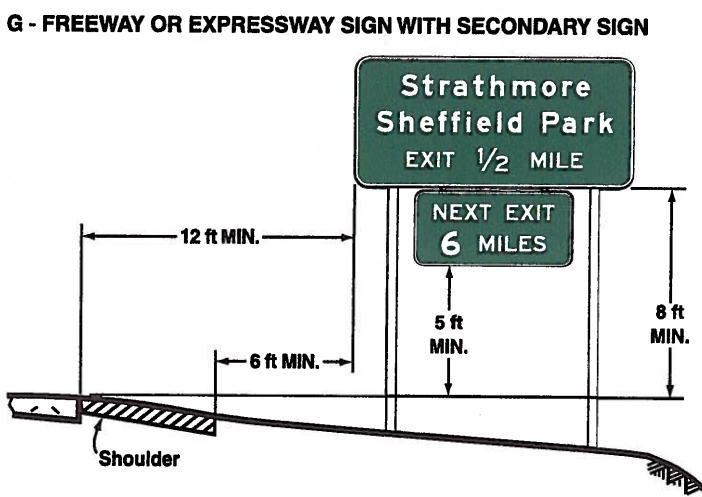 G - FREEWAY OR EXPRESSWAY SIGN WITH SECONDARY SIGN
Strathmore
Sheffield Park
EXIT 1/2 MILE
NEXT EXIT
6 MILES
12 ft MIN.
5 ft
MIN.
8 ft
MIN.
6 ft MIN.
Shoulder